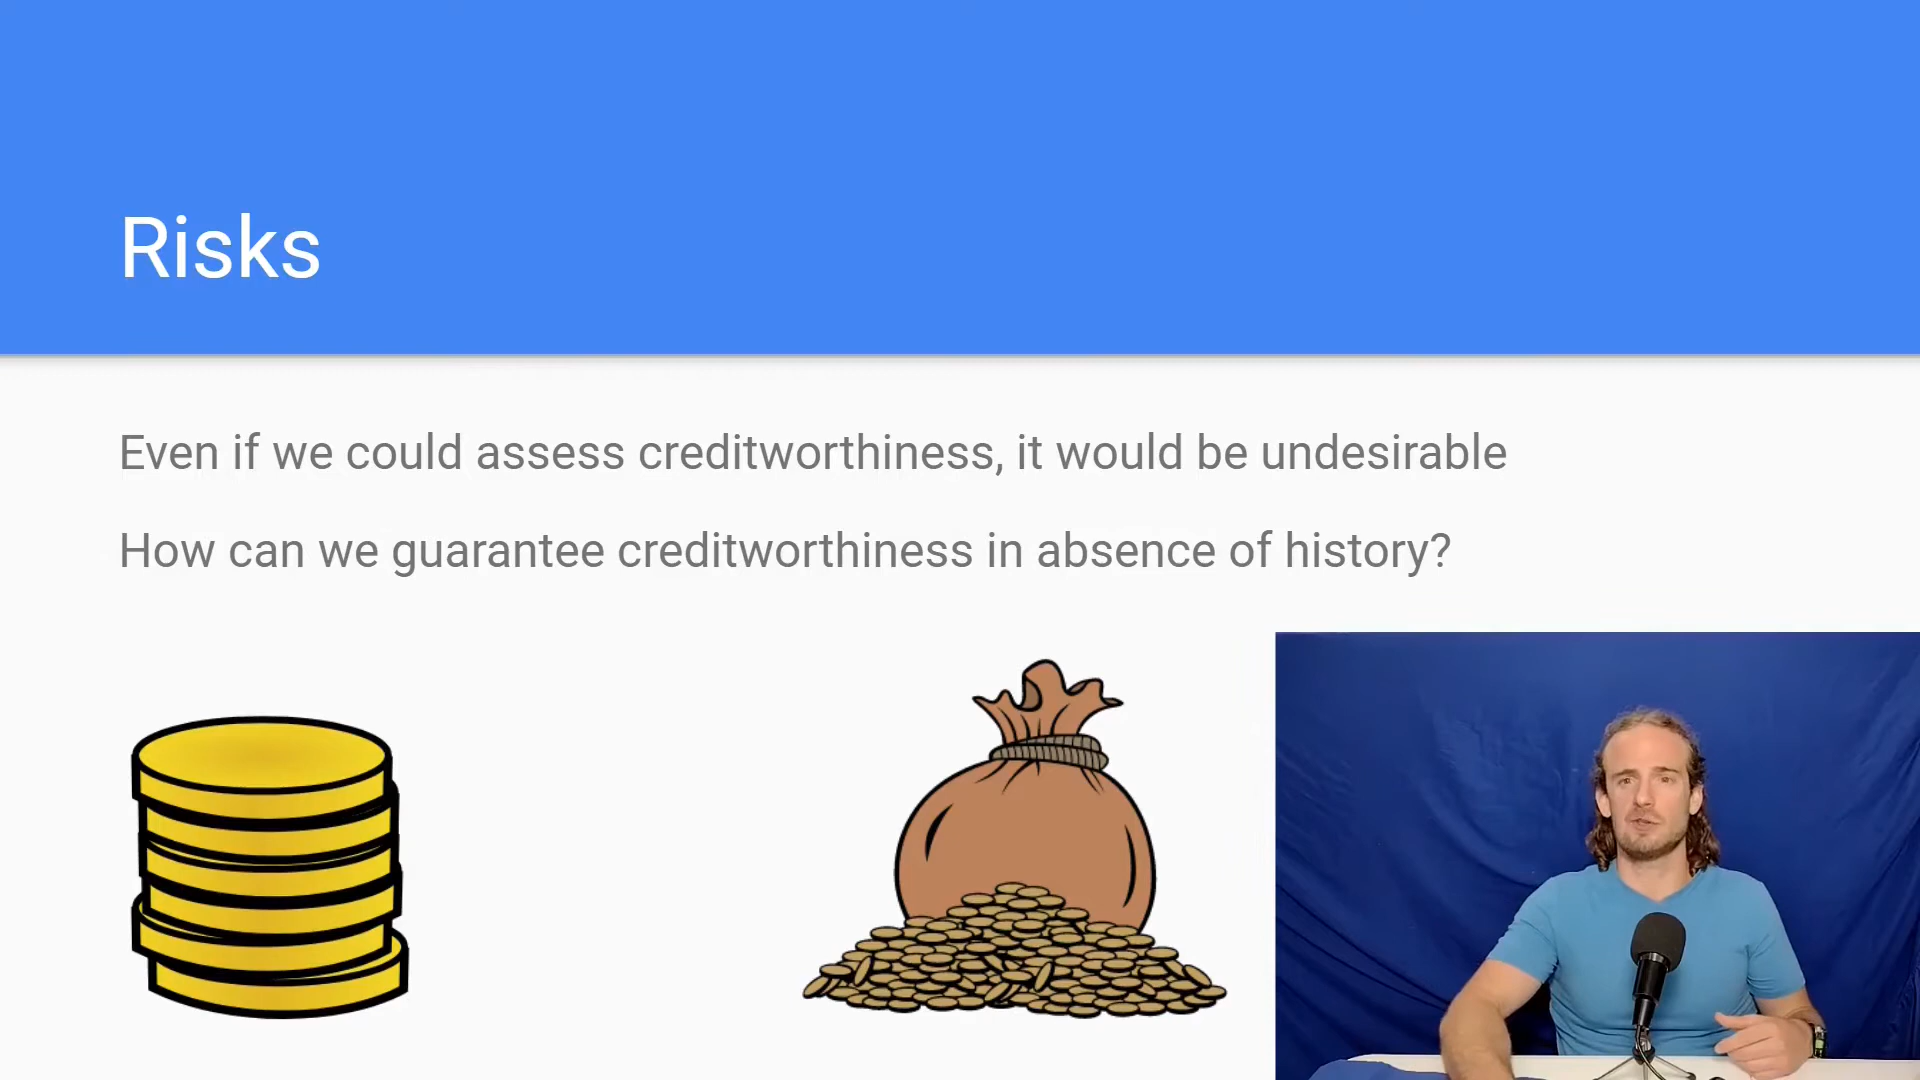 Risks
Even if we could assess creditworthiness, it would be undesirable
How can we guarantee creditworthiness in absence of history?